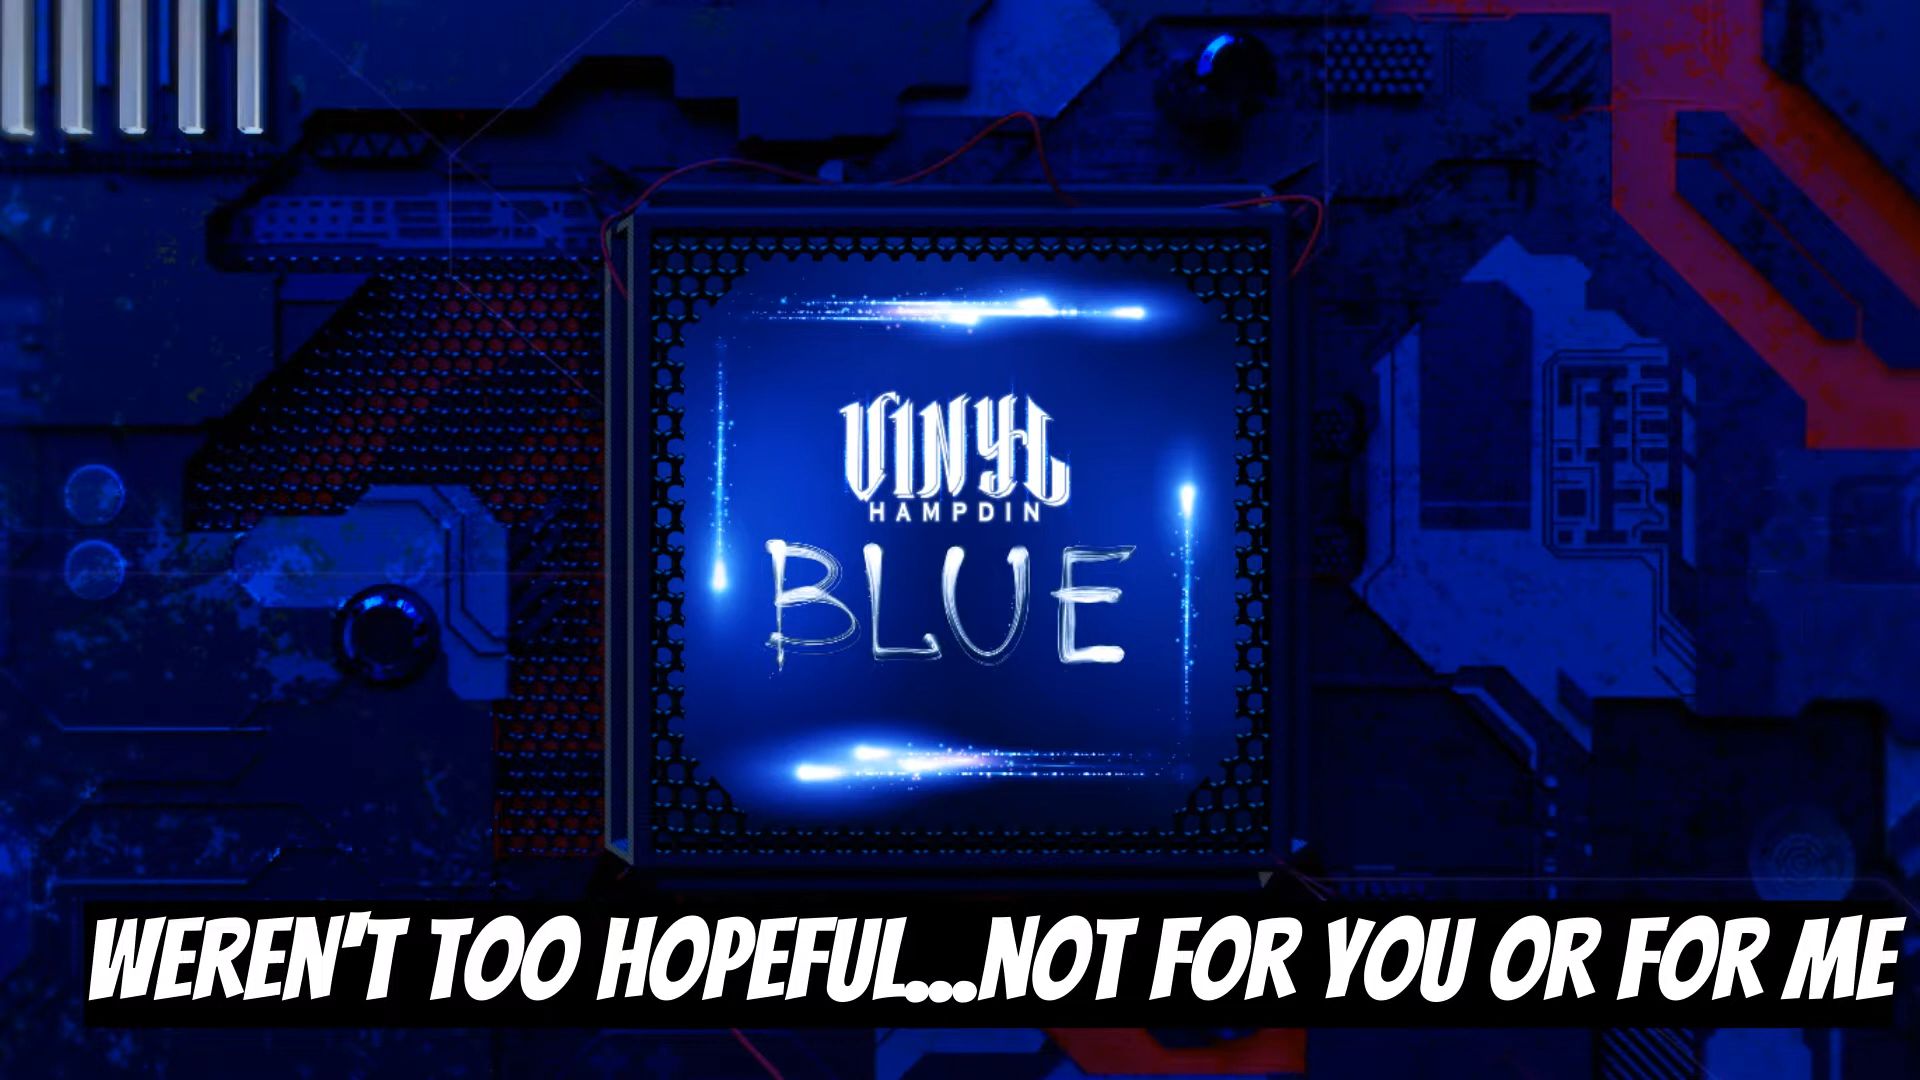 VINYL
HAMPDIN
BLUE
WEREN'T TOO HOPEFUL...NOT FOR YOU OR FOR ME